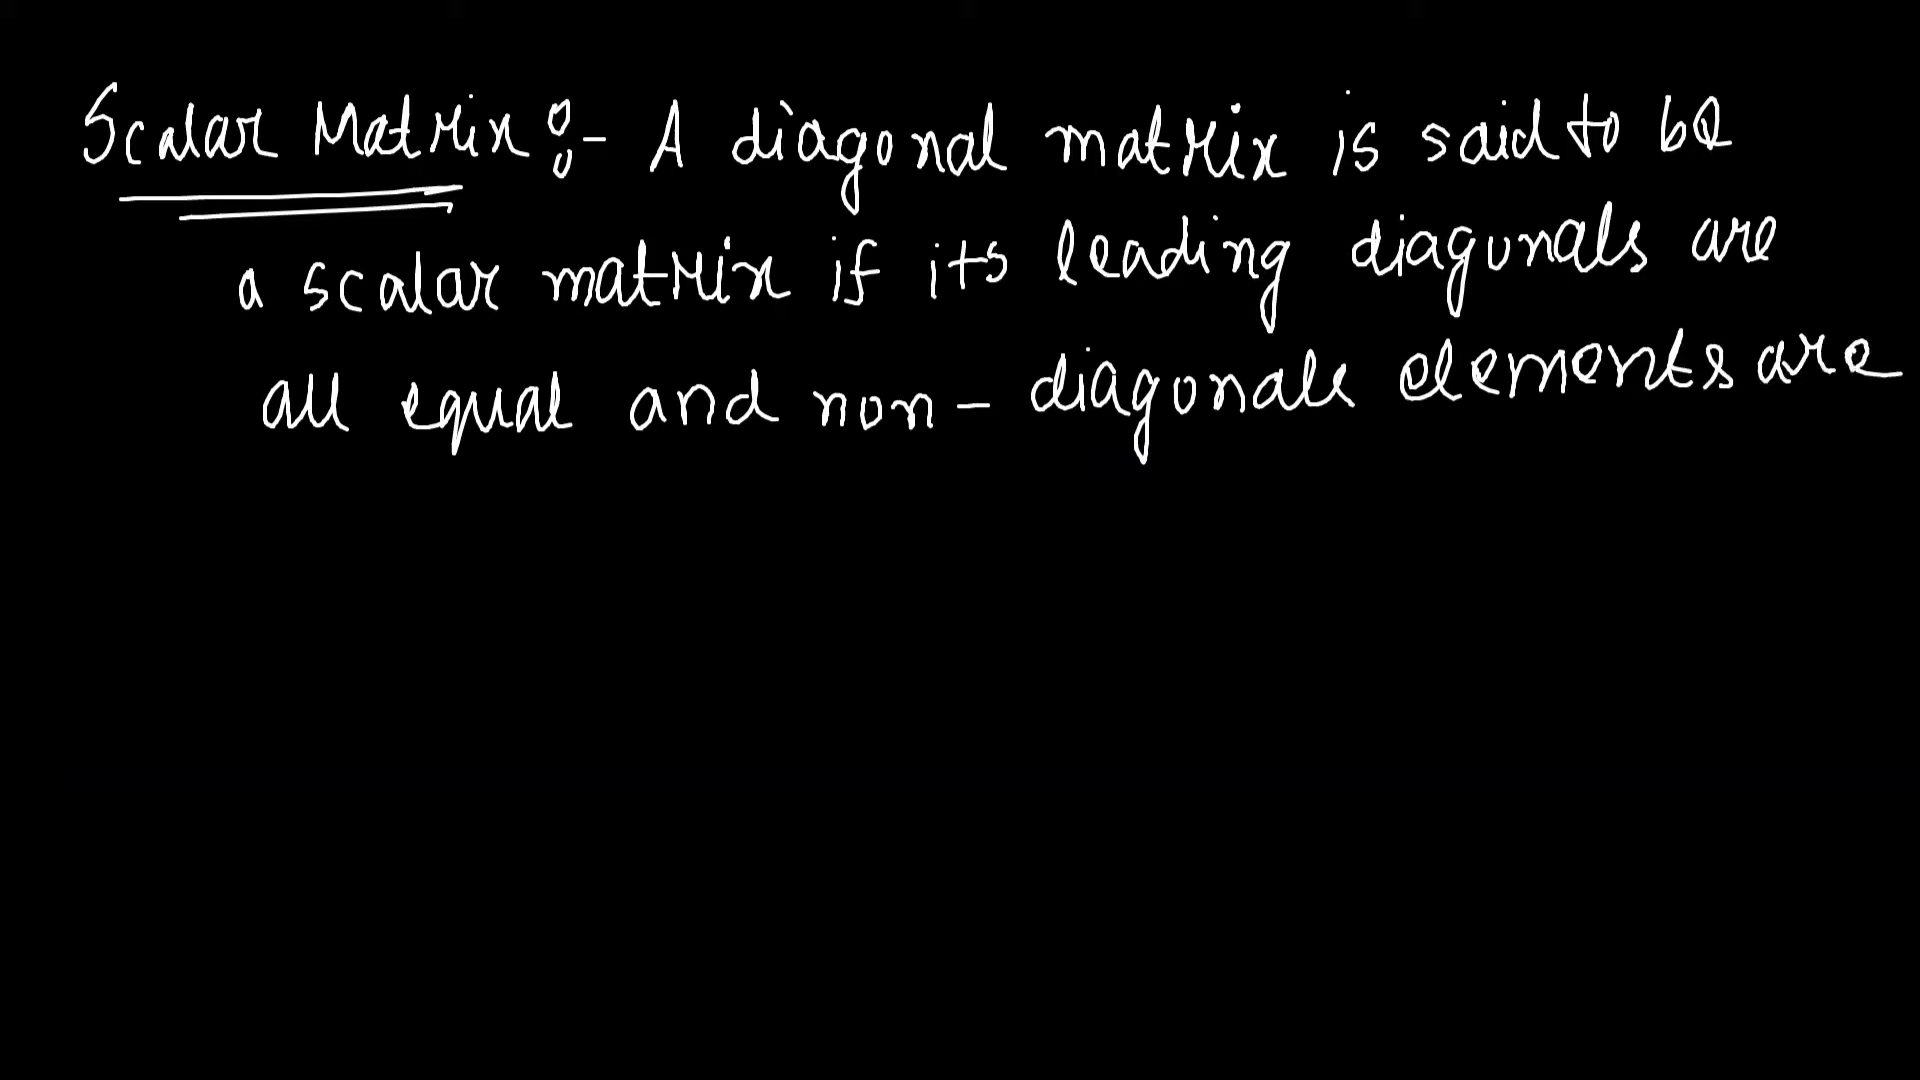 Scalar Matrix :- A diagonal matrix is said to be
a scalar matrix if its leading diagonals are
all equal and non - diagonals elements are